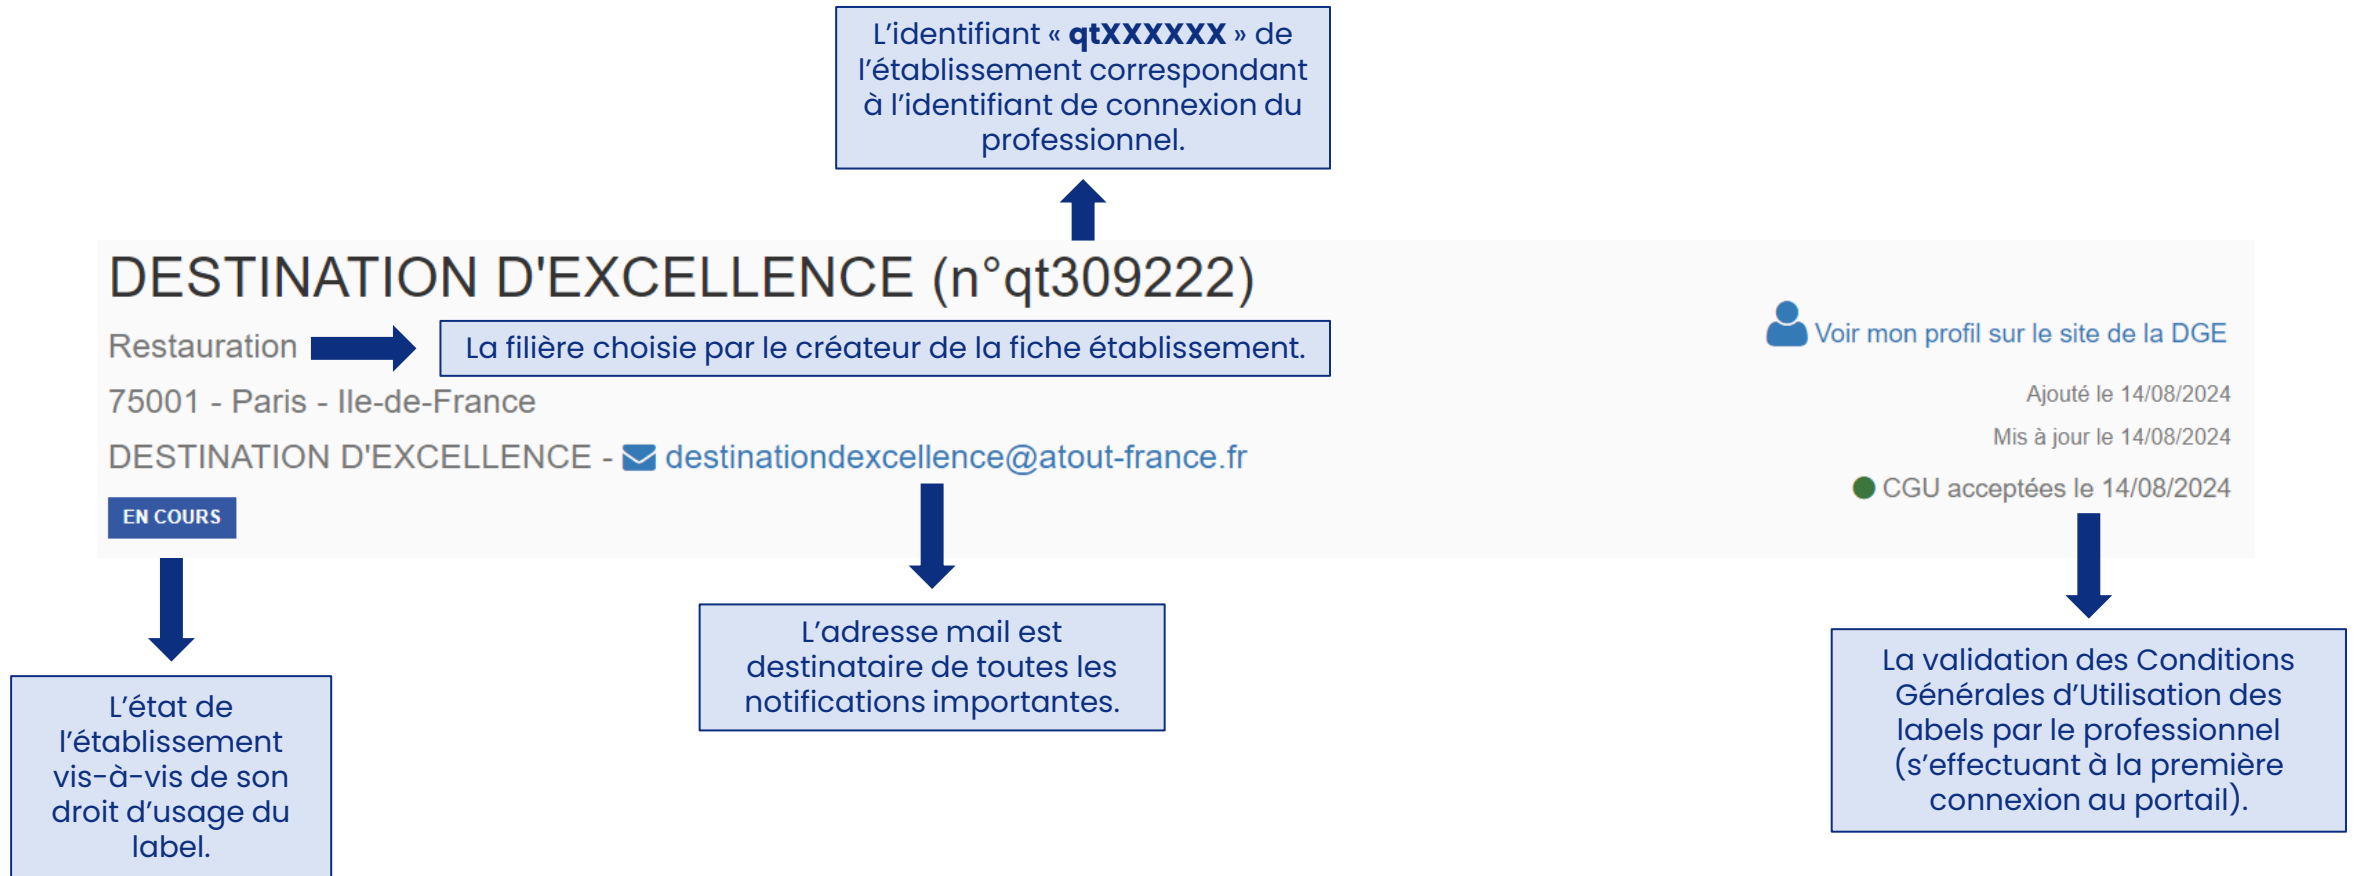 L’identifiant « qtXXXXXX » de
l’établissement correspondant
à l’identifiant de connexion du
professionnel.
DESTINATION D'EXCELLENCE (n°qt309222)
Restauration
La filière choisie par le créateur de la fiche établissement.
75001 - Paris - Ile-de-France
DESTINATION D'EXCELLENCE - destinationdexcellence@atout-france.fr
EN COURS
Voir mon profil sur le site de la DGE
Ajouté le 14/08/2024
Mis à jour le 14/08/2024
CGU acceptées le 14/08/2024
L’état de
l’établissement
vis-à-vis de son
droit d’usage du
label.
L’adresse mail est
destinataire de toutes les
notifications importantes.
La validation des Conditions
Générales d’Utilisation des
labels par le professionnel
(s’effectuant à la première
connexion au portail).